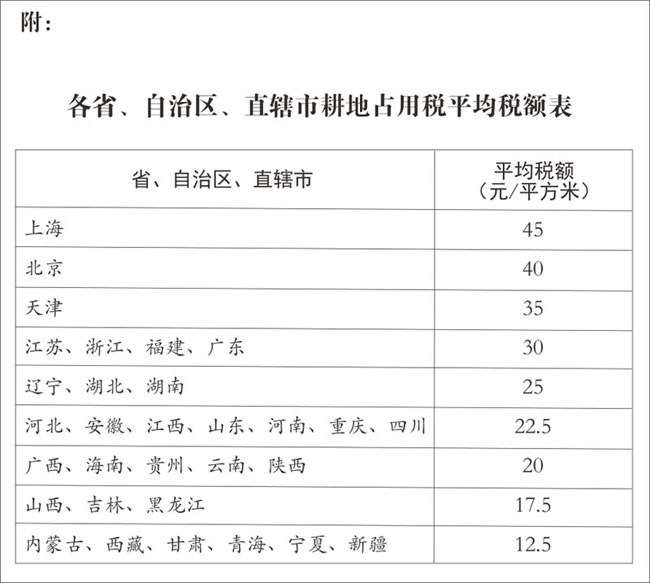 附：
各省、自治区、直辖市耕地占用税平均税额表
省、自治区、直辖市
平均税额
（元/平方米）
上海 45
北京 40
天津 35
江苏、浙江、福建、广东 30
辽宁、湖北、湖南 25
河北、安徽、江西、山东、河南、重庆、四川 22.5
广西、海南、贵州、云南、陕西 20
山西、吉林、黑龙江 17.5
内蒙古、西藏、甘肃、青海、宁夏、新疆 12.5